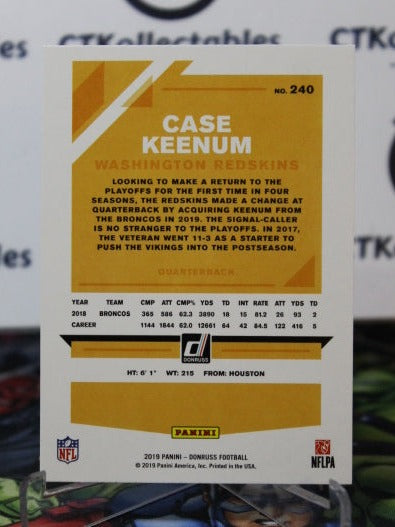 CTKollectables
CTKo
ctables
NO. 240
CASE
KEENUM
WASHINGTON REDSKINS
LOOKING TO MAKE A RETURN TO THE
PLAYOFFS FOR THE FIRST TIME IN FOUR
SEASONS, THE REDSKINS MADE A CHANGE AT
QUARTERBACK BY ACQUIRING KEENUM FROM
THE BRONCOS IN 2019. THE SIGNAL-CALLER
IS NO STRANGER TO THE PLAYOFFS. IN 2017,
THE VETERAN WENT 11-3 AS A STARTER TO
PUSH THE VIKINGS INTO THE POSTSEASON.
QUARTERBACK
YEAR TEAM CMP ATT CMP% YDS TD INT RATE ATT YDS TD
2018 BRONCOS 365 586 62.3 3890 18 15 81.2 26 93 2
CAREER 1144 1844 62.0 12661 64 42 84.5 122 416 5
DONRUSS
HT: 6' 1" WT: 215 FROM: HOUSTON
PANINI
NFL
NFLPA
2019 PANINI – DONRUSS FOOTBALL
© 2019 Panini America, Inc. Printed in the USA.